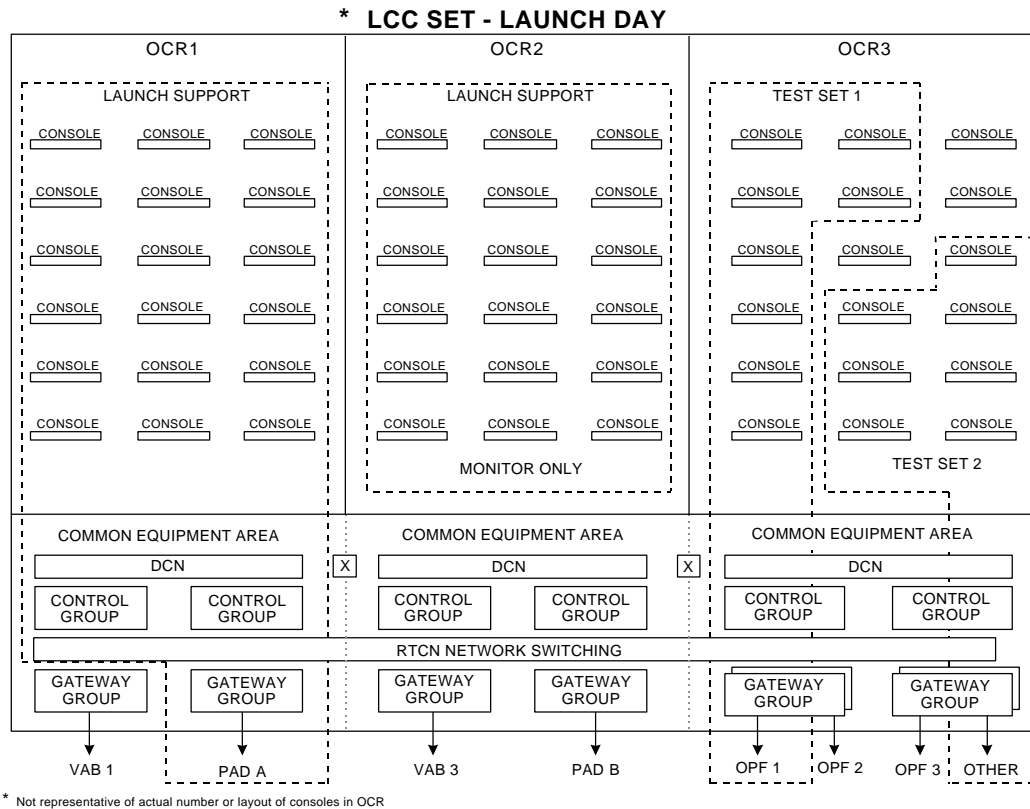 * LCC SET - LAUNCH DAY
OCR1 OCR2 OCR3
LAUNCH SUPPORT LAUNCH SUPPORT TEST SET 1
CONSOLE CONSOLE CONSOLE CONSOLE CONSOLE CONSOLE CONSOLE CONSOLE CONSOLE
CONSOLE CONSOLE CONSOLE CONSOLE CONSOLE CONSOLE CONSOLE CONSOLE CONSOLE
CONSOLE CONSOLE CONSOLE CONSOLE CONSOLE CONSOLE CONSOLE CONSOLE CONSOLE
CONSOLE CONSOLE CONSOLE CONSOLE CONSOLE CONSOLE CONSOLE CONSOLE CONSOLE
CONSOLE CONSOLE CONSOLE CONSOLE CONSOLE CONSOLE CONSOLE CONSOLE CONSOLE
CONSOLE CONSOLE CONSOLE CONSOLE CONSOLE CONSOLE CONSOLE CONSOLE CONSOLE
MONITOR ONLY TEST SET 2
COMMON EQUIPMENT AREA COMMON EQUIPMENT AREA COMMON EQUIPMENT AREA
DCN X DCN X DCN
CONTROL CONTROL CONTROL CONTROL CONTROL CONTROL
GROUP GROUP GROUP GROUP GROUP GROUP
RTCN NETWORK SWITCHING
GATEWAY GATEWAY GATEWAY GATEWAY GATEWAY GATEWAY
GROUP GROUP GROUP GROUP GROUP GROUP
VAB 1 PAD A VAB 3 PAD B OPF 1 OPF 2 OPF 3 OTHER
* Not representative of actual number or layout of consoles in OCR